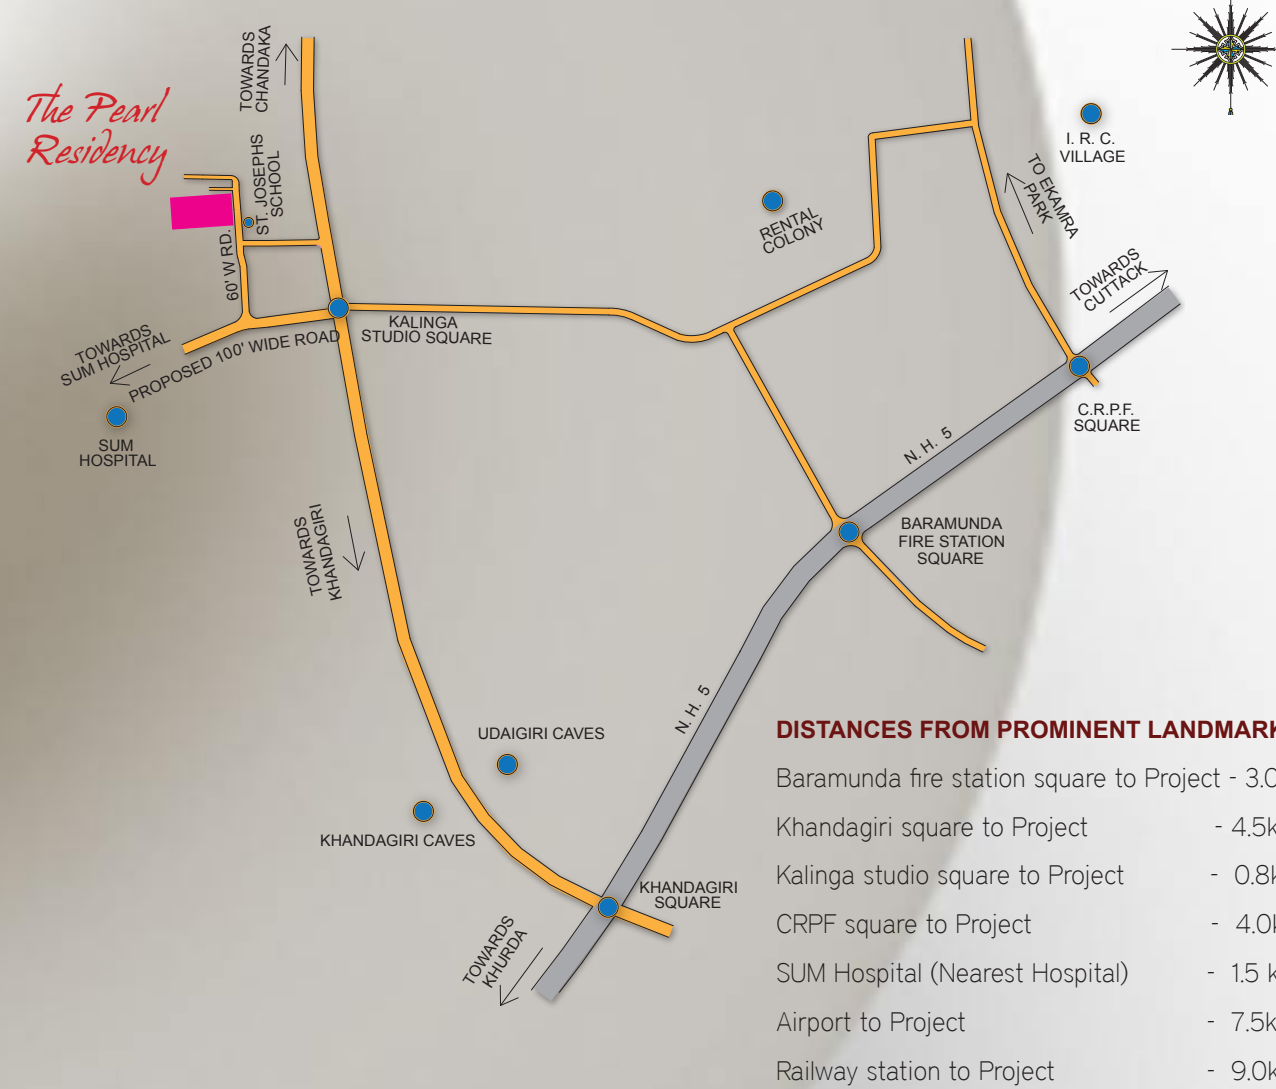 The Pearl
Residency
TOWARDS
CHANDAKA
ST. JOSEPHS
SCHOOL
60' W RD.
TOWARDS
SUM HOSPITAL
PROPOSED 100' WIDE ROAD
SUM
HOSPITAL
KALINGA
STUDIO SQUARE
RENTAL
COLONY
I. R. C.
VILLAGE
TO EKAMRA
PARK
TOWARDS
CUTTACK
C.R.P.F.
SQUARE
N. H. 5
BARAMUNDA
FIRE STATION
SQUARE
TOWARDS
KHANDAGIRI
N. H. 5
UDAIGIRI CAVES
KHANDAGIRI CAVES
KHANDAGIRI
SQUARE
TOWARDS
KHURDA
DISTANCES FROM PROMINENT LANDMARK
Baramunda fire station square to Project - 3.0
Khandagiri square to Project - 4.5k
Kalinga studio square to Project - 0.8k
CRPF square to Project - 4.0k
SUM Hospital (Nearest Hospital) - 1.5 k
Airport to Project - 7.5k
Railway station to Project - 9.0k